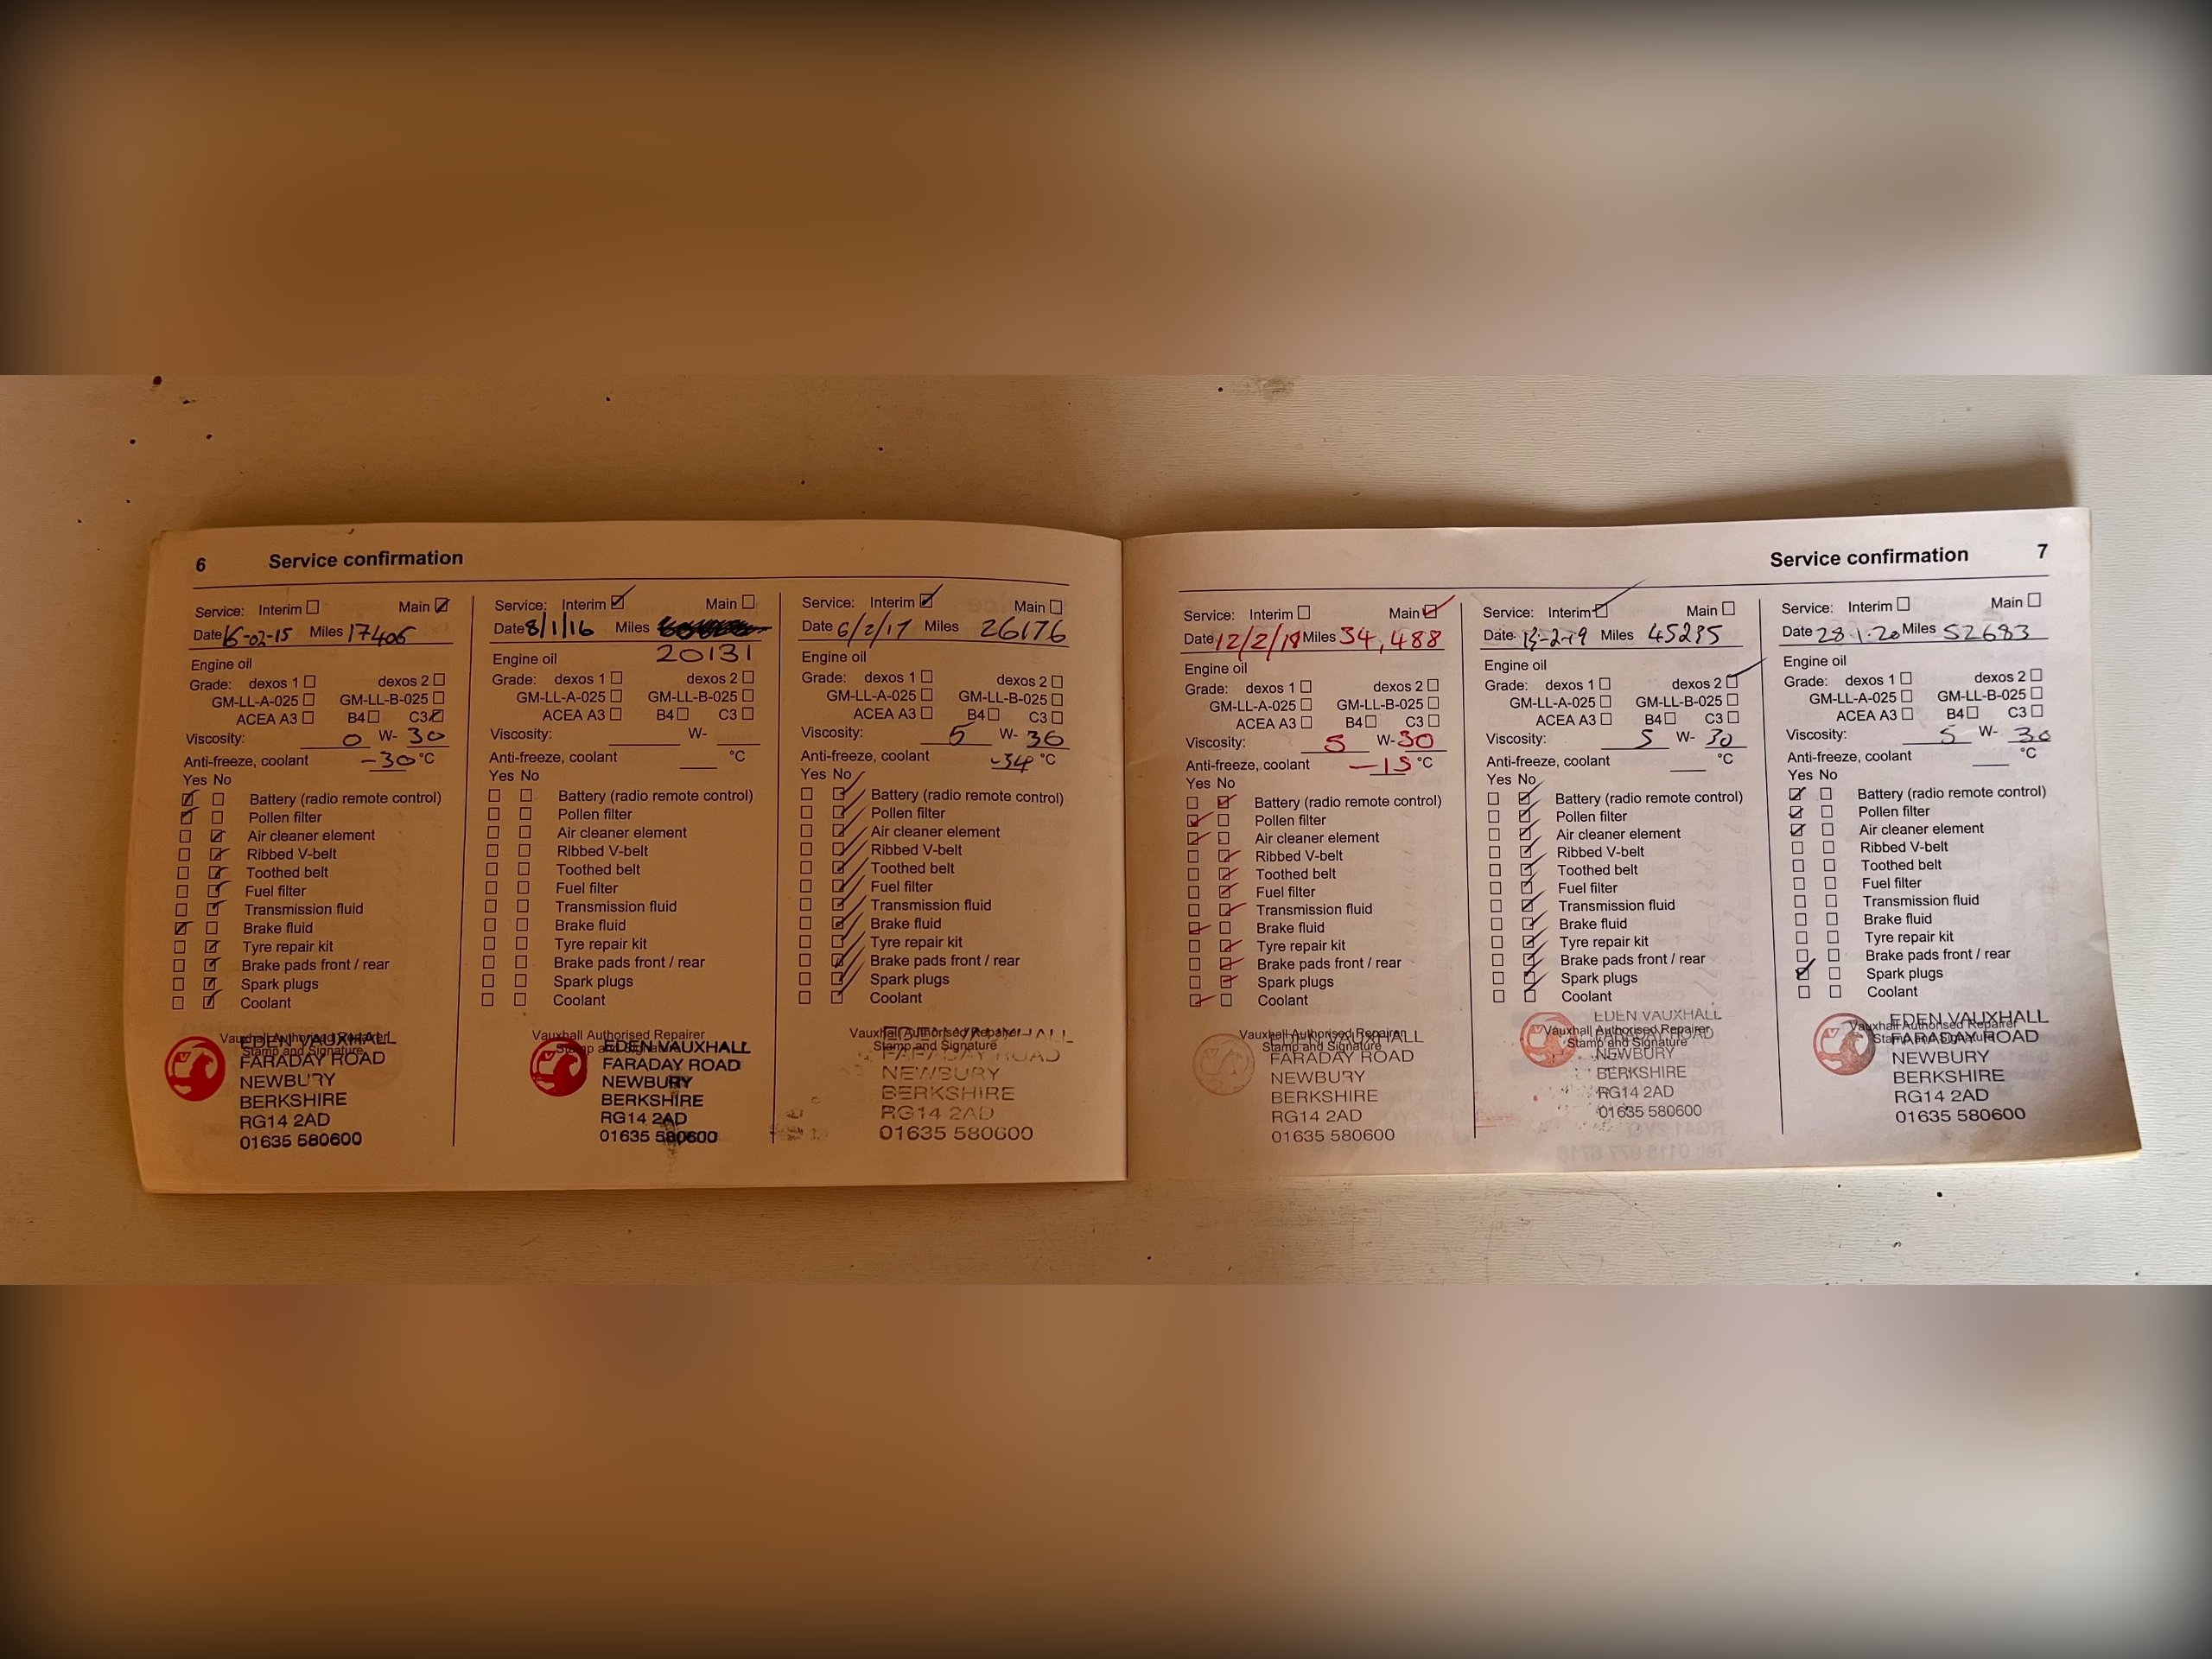 6 Service confirmation
Service: Interim Main
Date 16-02-15 Miles 17406
Engine oil
Grade: dexos 1 dexos 2
GM-LL-A-025 GM-LL-B-025
ACEA A3 B4 C3
Viscosity: 0 W- 30
Anti-freeze, coolant -30 °C
Yes No
Battery (radio remote control)
Pollen filter
Air cleaner element
Ribbed V-belt
Toothed belt
Fuel filter
Transmission fluid
Brake fluid
Tyre repair kit
Brake pads front / rear
Spark plugs
Coolant
Vauxhall Authorised Repairer
Stamp and Signature
EDEN VAUXHALL
FARADAY ROAD
NEWBURY
BERKSHIRE
RG14 2AD
01635 580600
Service: Interim Main
Date 8/1/16 Miles
20131
Engine oil
Grade: dexos 1 dexos 2
GM-LL-A-025 GM-LL-B-025
ACEA A3 B4 C3
Viscosity: W-
Anti-freeze, coolant °C
Yes No
Battery (radio remote control)
Pollen filter
Air cleaner element
Ribbed V-belt
Toothed belt
Fuel filter
Transmission fluid
Brake fluid
Tyre repair kit
Brake pads front / rear
Spark plugs
Coolant
Vauxhall Authorised Repairer
Stamp and Signature
EDEN VAUXHALL
FARADAY ROAD
NEWBURY
BERKSHIRE
RG14 2AD
01635 580600
Service: Interim Main
Date 6/2/17 Miles 26176
Engine oil
Grade: dexos 1 dexos 2
GM-LL-A-025 GM-LL-B-025
ACEA A3 B4 C3
Viscosity: 5 W- 30
Anti-freeze, coolant -34 °C
Yes No
Battery (radio remote control)
Pollen filter
Air cleaner element
Ribbed V-belt
Toothed belt
Fuel filter
Transmission fluid
Brake fluid
Tyre repair kit
Brake pads front / rear
Spark plugs
Coolant
Vauxhall Authorised Repairer
Stamp and Signature
EDEN VAUXHALL
FARADAY ROAD
NEWBURY
BERKSHIRE
RG14 2AD
01635 580600
Service confirmation 7
Service: Interim Main
Date 12/2/18 Miles 34,488
Engine oil
Grade: dexos 1 dexos 2
GM-LL-A-025 GM-LL-B-025
ACEA A3 B4 C3
Viscosity: 5 W- 30
Anti-freeze, coolant -15 °C
Yes No
Battery (radio remote control)
Pollen filter
Air cleaner element
Ribbed V-belt
Toothed belt
Fuel filter
Transmission fluid
Brake fluid
Tyre repair kit
Brake pads front / rear
Spark plugs
Coolant
Vauxhall Authorised Repairer
Stamp and Signature
EDEN VAUXHALL
FARADAY ROAD
NEWBURY
BERKSHIRE
RG14 2AD
01635 580600
Service: Interim Main
Date Miles
Engine oil
Grade: dexos 1 dexos 2
GM-LL-A-025 GM-LL-B-025
ACEA A3 B4 C3
Viscosity: 5 W- 30
Anti-freeze, coolant °C
Yes No
Battery (radio remote control)
Pollen filter
Air cleaner element
Ribbed V-belt
Toothed belt
Fuel filter
Transmission fluid
Brake fluid
Tyre repair kit
Brake pads front / rear
Spark plugs
Coolant
Vauxhall Authorised Repairer
Stamp and Signature
EDEN VAUXHALL
FARADAY ROAD
NEWBURY
BERKSHIRE
RG14 2AD
01635 580600
Service: Interim Main
Date 28.1.20 Miles 52683
Engine oil
Grade: dexos 1 dexos 2
GM-LL-A-025 GM-LL-B-025
ACEA A3 B4 C3
Viscosity: 5 W- 30
Anti-freeze, coolant °C
Yes No
Battery (radio remote control)
Pollen filter
Air cleaner element
Ribbed V-belt
Toothed belt
Fuel filter
Transmission fluid
Brake fluid
Tyre repair kit
Brake pads front / rear
Spark plugs
Coolant
Vauxhall Authorised Repairer
Stamp and Signature
EDEN VAUXHALL
FARADAY ROAD
NEWBURY
BERKSHIRE
RG14 2AD
01635 580600